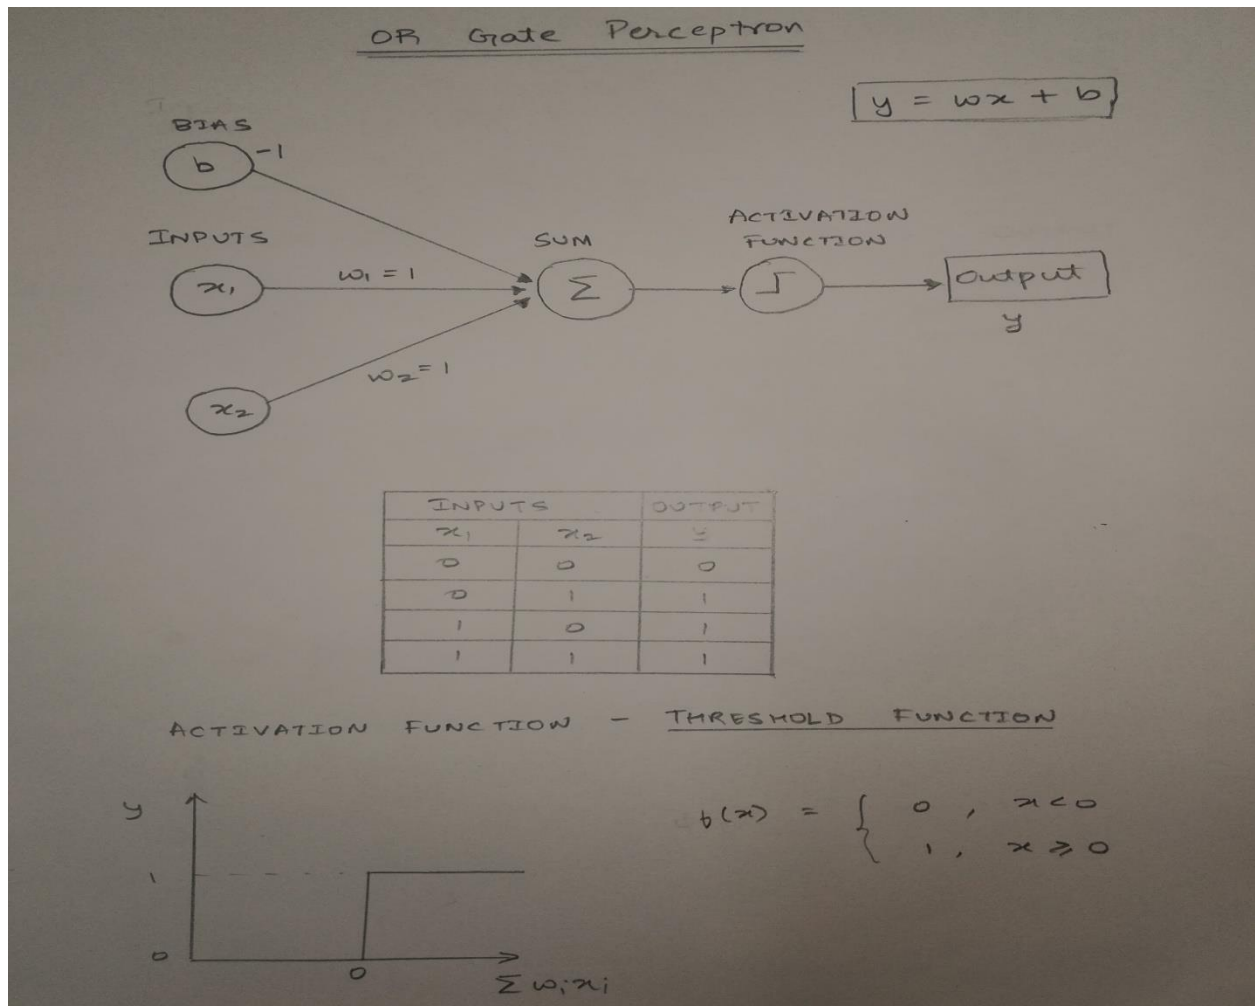 OR Gate Perceptron
y = wx + b
BIAS
b -1
INPUTS
x₁
w₁ = 1
w₂ = 1
x₂
SUM
Σ
ACTIVATION
FUNCTION
Output
y
INPUTS OUTPUT
x₁ x₂ y
0 0 0
0 1 1
1 0 1
1 1 1
ACTIVATION FUNCTION - THRESHOLD FUNCTION
y
1
0
0
Σ wᵢxᵢ
f(x) = { 0, x < 0
1, x ≥ 0